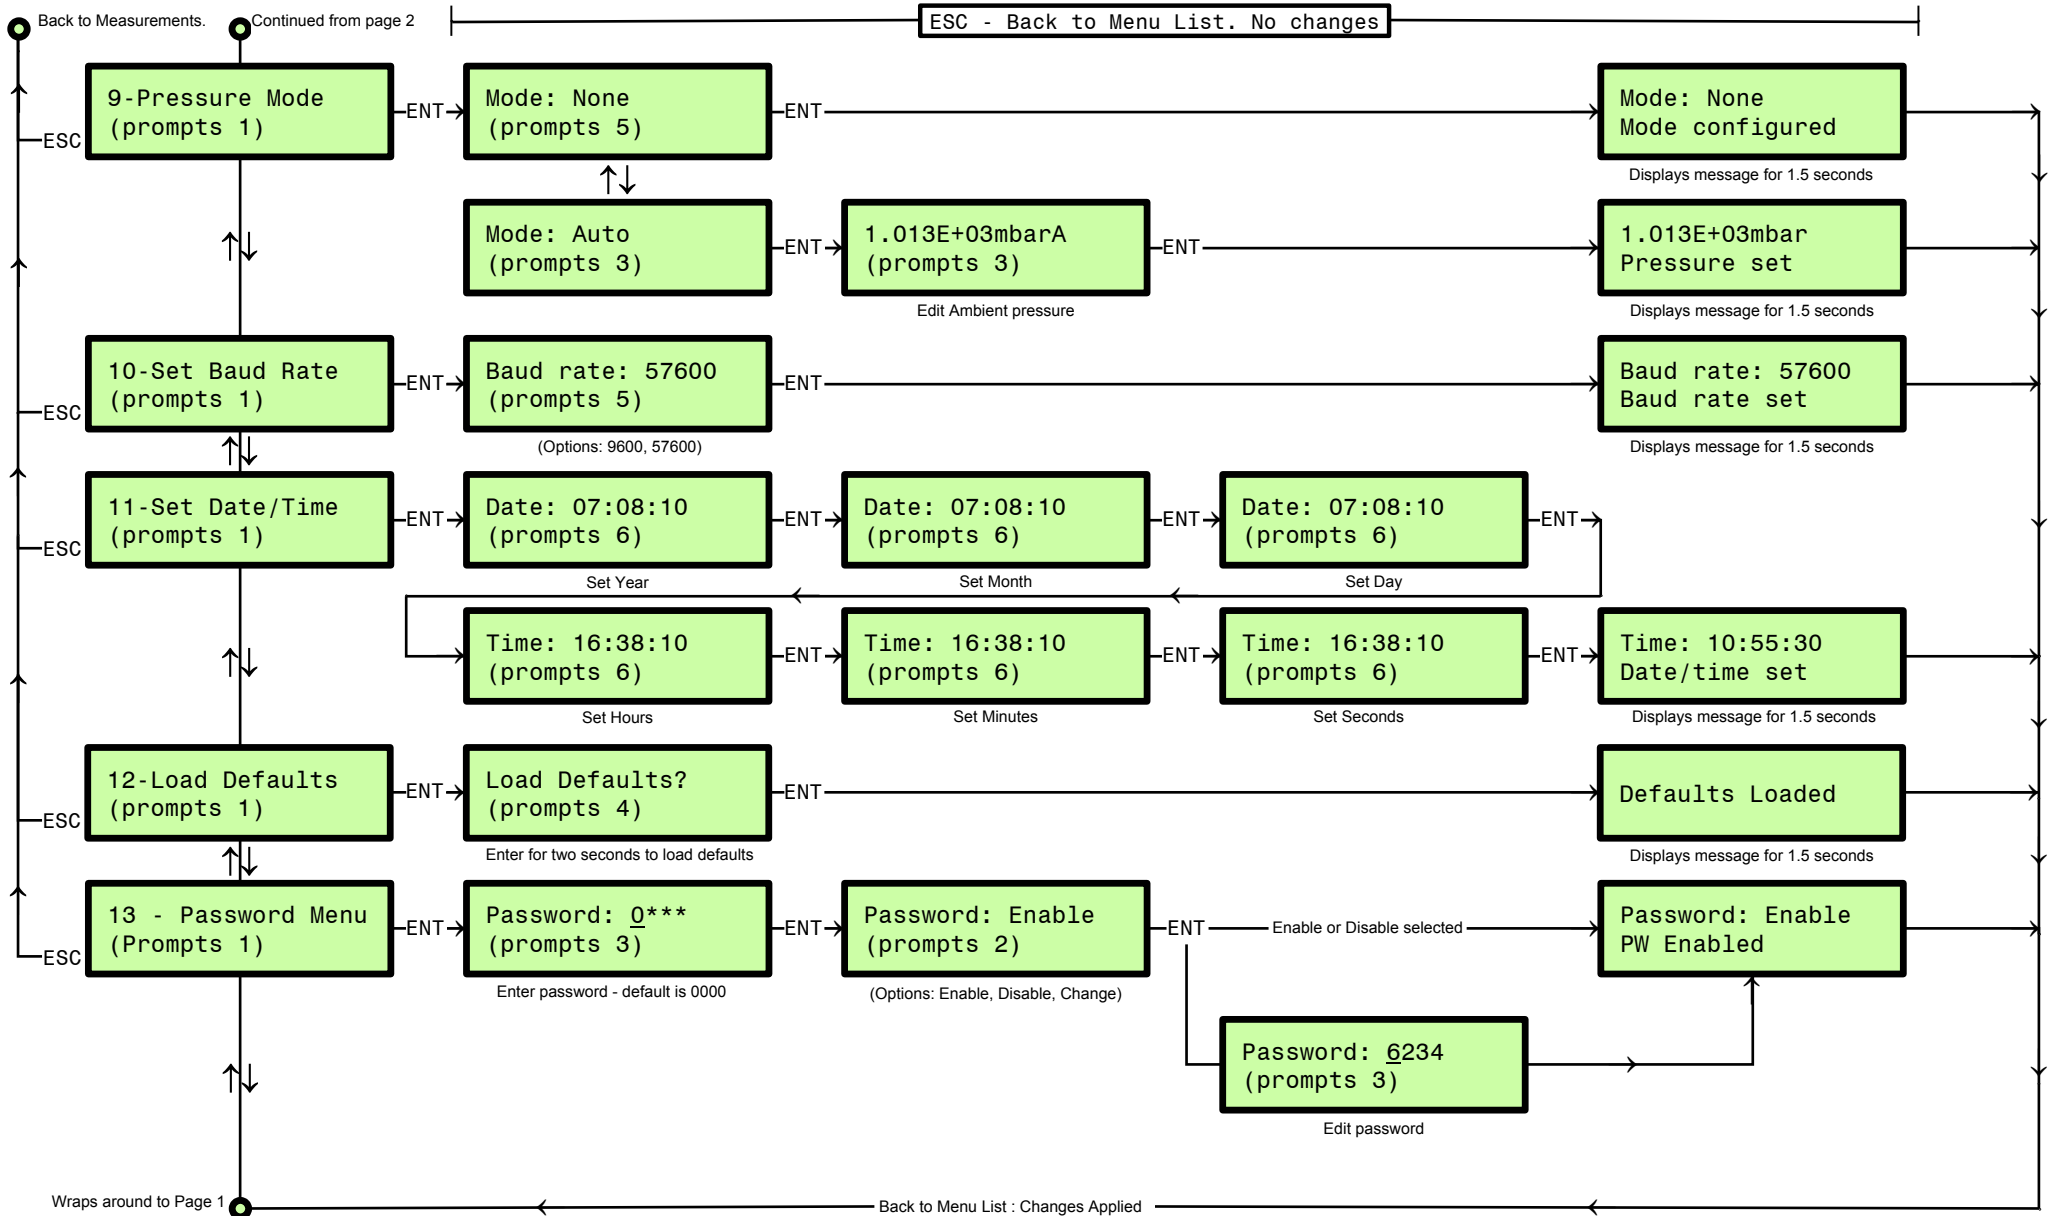 Back to Measurements.
Continued from page 2
ESC - Back to Menu List. No changes
9-Pressure Mode
(prompts 1)
ESC
ENT
Mode: None
(prompts 5)
ENT
Mode: None
Mode configured
Displays message for 1.5 seconds
Mode: Auto
(prompts 3)
ENT
1.013E+03mbarA
(prompts 3)
Edit Ambient pressure
ENT
1.013E+03mbar
Pressure set
Displays message for 1.5 seconds
10-Set Baud Rate
(prompts 1)
ESC
ENT
Baud rate: 57600
(prompts 5)
(Options: 9600, 57600)
ENT
Baud rate: 57600
Baud rate set
Displays message for 1.5 seconds
11-Set Date/Time
(prompts 1)
ESC
ENT
Date: 07:08:10
(prompts 6)
Set Year
ENT
Date: 07:08:10
(prompts 6)
Set Month
ENT
Date: 07:08:10
(prompts 6)
Set Day
ENT
Time: 16:38:10
(prompts 6)
Set Hours
ENT
Time: 16:38:10
(prompts 6)
Set Minutes
ENT
Time: 16:38:10
(prompts 6)
Set Seconds
ENT
Time: 10:55:30
Date/time set
Displays message for 1.5 seconds
12-Load Defaults
(prompts 1)
ESC
ENT
Load Defaults?
(prompts 4)
Enter for two seconds to load defaults
ENT
Defaults Loaded
Displays message for 1.5 seconds
13 - Password Menu
(Prompts 1)
ESC
ENT
Password: 0***
(prompts 3)
Enter password - default is 0000
ENT
Password: Enable
(prompts 2)
(Options: Enable, Disable, Change)
ENT
Enable or Disable selected
Password: Enable
PW Enabled
Password: 6234
(prompts 3)
Edit password
Wraps around to Page 1
Back to Menu List : Changes Applied